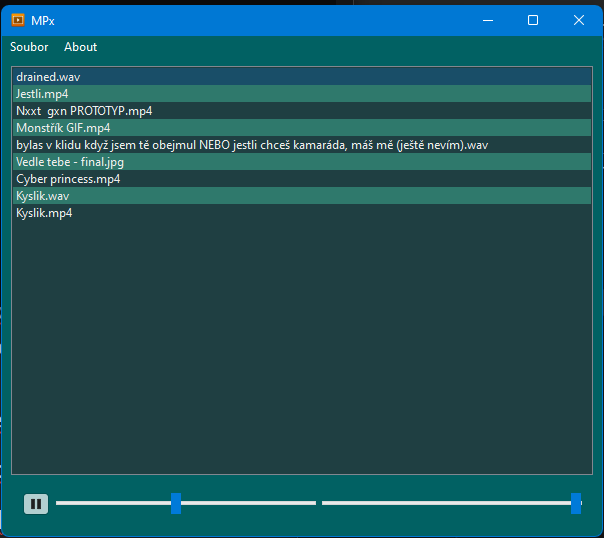 MPx
Soubor About
drained.wav
Jestli.mp4
Nxxt gxn PROTOTYP.mp4
Monstřík GIF.mp4
bylas v klidu když jsem tě obejmul NEBO jestli chceš kamaráda, máš mě (ještě nevím).wav
Vedle tebe - final.jpg
Cyber princess.mp4
Kyslik.wav
Kyslik.mp4